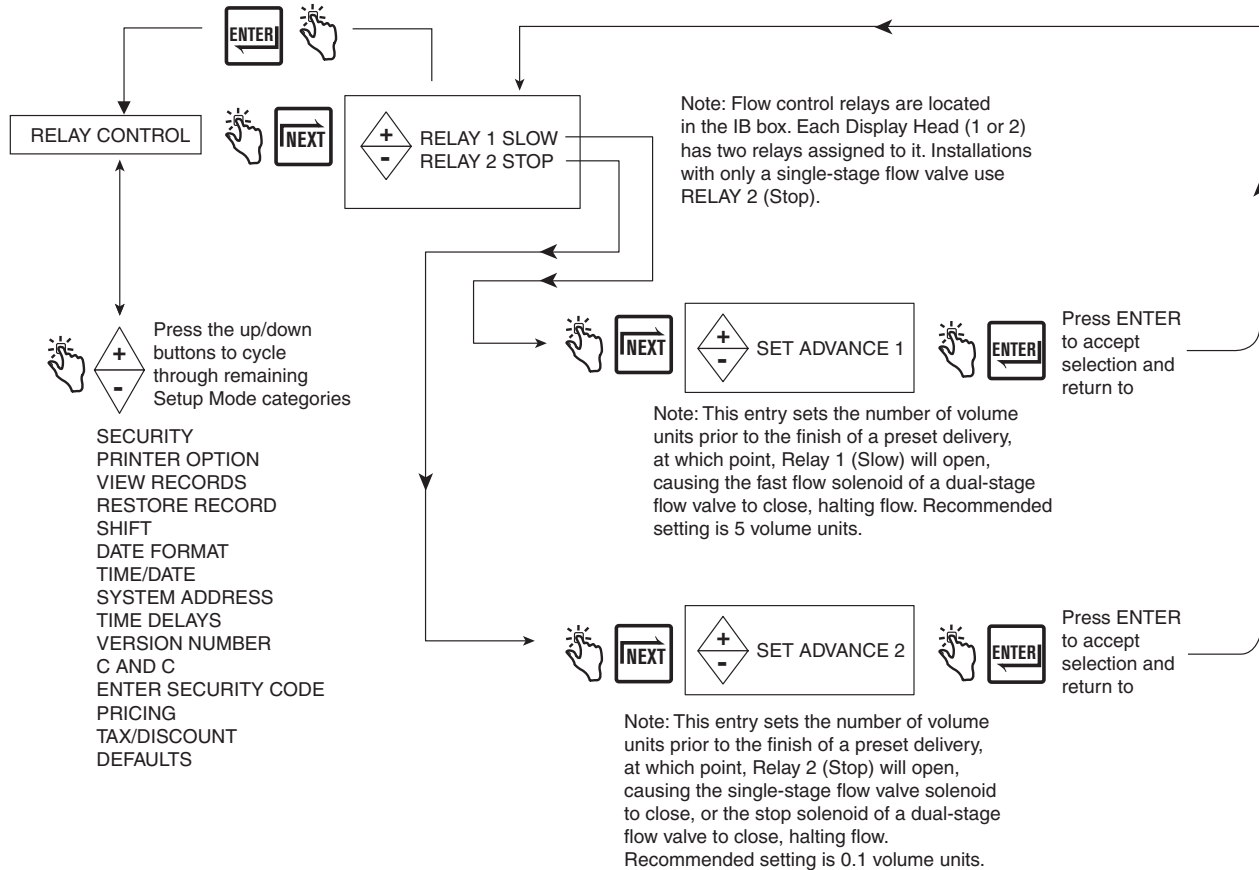 ENTER
RELAY CONTROL
NEXT
+
-
RELAY 1 SLOW
RELAY 2 STOP
Note: Flow control relays are located
in the IB box. Each Display Head (1 or 2)
has two relays assigned to it. Installations
with only a single-stage flow valve use
RELAY 2 (Stop).
+
-
Press the up/down
buttons to cycle
through remaining
Setup Mode categories
SECURITY
PRINTER OPTION
VIEW RECORDS
RESTORE RECORD
SHIFT
DATE FORMAT
TIME/DATE
SYSTEM ADDRESS
TIME DELAYS
VERSION NUMBER
C AND C
ENTER SECURITY CODE
PRICING
TAX/DISCOUNT
DEFAULTS
NEXT
+
-
SET ADVANCE 1
ENTER
Press ENTER
to accept
selection and
return to
Note: This entry sets the number of volume
units prior to the finish of a preset delivery,
at which point, Relay 1 (Slow) will open,
causing the fast flow solenoid of a dual-stage
flow valve to close, halting flow. Recommended
setting is 5 volume units.
NEXT
+
-
SET ADVANCE 2
ENTER
Press ENTER
to accept
selection and
return to
Note: This entry sets the number of volume
units prior to the finish of a preset delivery,
at which point, Relay 2 (Stop) will open,
causing the single-stage flow valve solenoid
to close, or the stop solenoid of a dual-stage
flow valve to close, halting flow.
Recommended setting is 0.1 volume units.